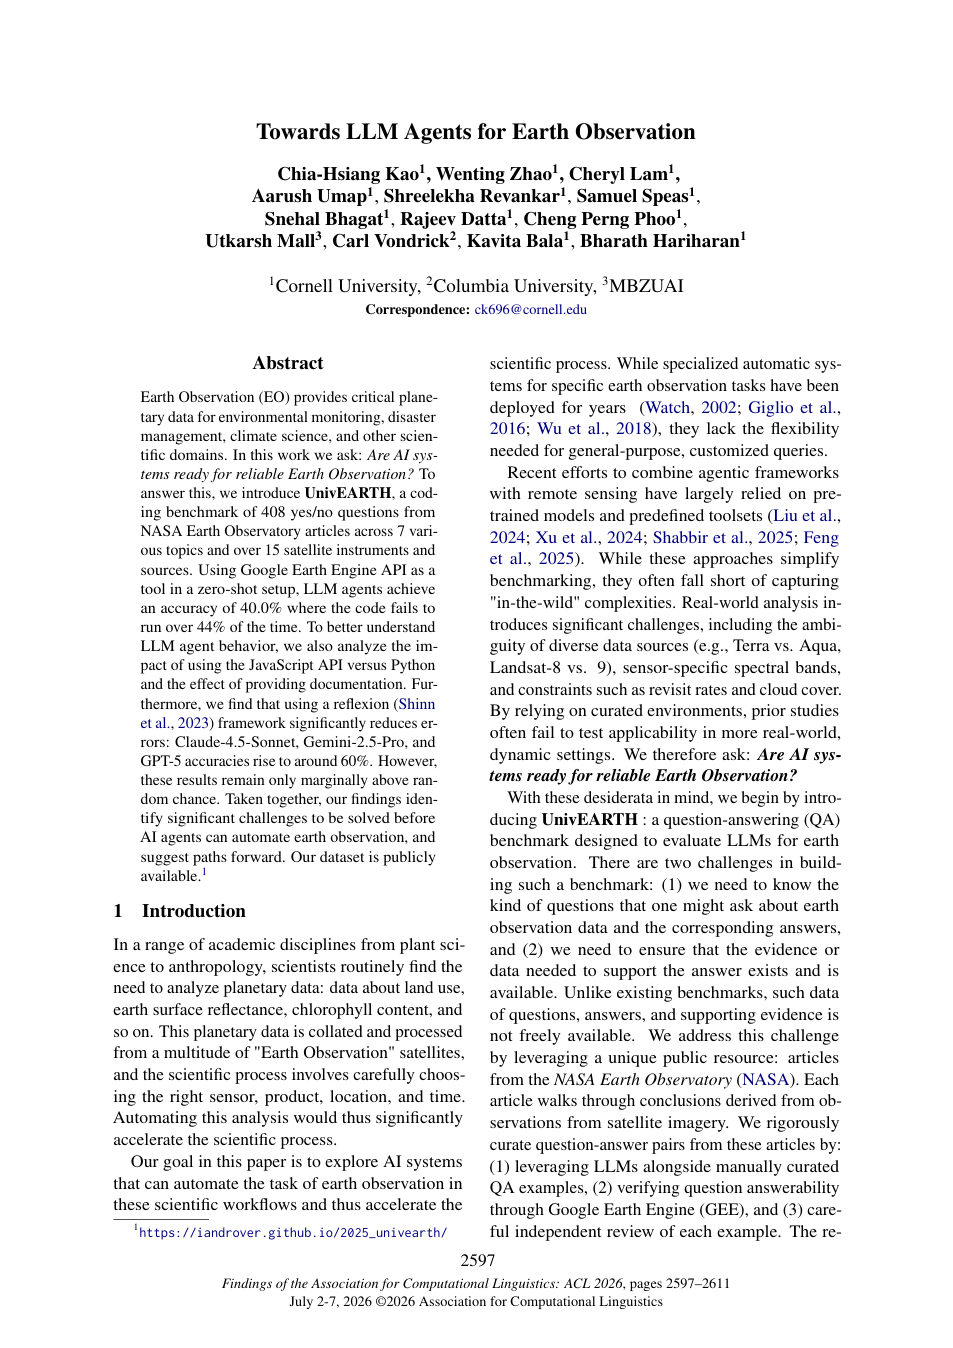 Towards LLM Agents for Earth Observation
Chia-Hsiang Kao1, Wenting Zhao1, Cheryl Lam1,
Aarush Umap1, Shreelekha Revankar1, Samuel Speas1,
Snehal Bhagat1, Rajeev Datta1, Cheng Perng Phoo1,
Utkarsh Mall3, Carl Vondrick2, Kavita Bala1, Bharath Hariharan1
1Cornell University, 2Columbia University, 3MBZUAI
Correspondence: ck696@cornell.edu
Abstract
Earth Observation (EO) provides critical plane-
tary data for environmental monitoring, disaster
management, climate science, and other scien-
tific domains. In this work we ask: Are AI sys-
tems ready for reliable Earth Observation? To
answer this, we introduce UnivEARTH, a cod-
ing benchmark of 408 yes/no questions from
NASA Earth Observatory articles across 7 vari-
ous topics and over 15 satellite instruments and
sources. Using Google Earth Engine API as a
tool in a zero-shot setup, LLM agents achieve
an accuracy of 40.0% where the code fails to
run over 44% of the time. To better understand
LLM agent behavior, we also analyze the im-
pact of using the JavaScript API versus Python
and the effect of providing documentation. Fur-
thermore, we find that using a reflexion (Shinn
et al., 2023) framework significantly reduces er-
rors: Claude-4.5-Sonnet, Gemini-2.5-Pro, and
GPT-5 accuracies rise to around 60%. However,
these results remain only marginally above ran-
dom chance. Taken together, our findings iden-
tify significant challenges to be solved before
AI agents can automate earth observation, and
suggest paths forward. Our dataset is publicly
available.1
1 Introduction
In a range of academic disciplines from plant sci-
ence to anthropology, scientists routinely find the
need to analyze planetary data: data about land use,
earth surface reflectance, chlorophyll content, and
so on. This planetary data is collated and processed
from a multitude of "Earth Observation" satellites,
and the scientific process involves carefully choos-
ing the right sensor, product, location, and time.
Automating this analysis would thus significantly
accelerate the scientific process.
Our goal in this paper is to explore AI systems
that can automate the task of earth observation in
these scientific workflows and thus accelerate the
1https://iandrover.github.io/2025_univearth/
scientific process. While specialized automatic sys-
tems for specific earth observation tasks have been
deployed for years (Watch, 2002; Giglio et al.,
2016; Wu et al., 2018), they lack the flexibility
needed for general-purpose, customized queries.
Recent efforts to combine agentic frameworks
with remote sensing have largely relied on pre-
trained models and predefined toolsets (Liu et al.,
2024; Xu et al., 2024; Shabbir et al., 2025; Feng
et al., 2025). While these approaches simplify
benchmarking, they often fall short of capturing
"in-the-wild" complexities. Real-world analysis in-
troduces significant challenges, including the ambi-
guity of diverse data sources (e.g., Terra vs. Aqua,
Landsat-8 vs. 9), sensor-specific spectral bands,
and constraints such as revisit rates and cloud cover.
By relying on curated environments, prior studies
often fail to test applicability in more real-world,
dynamic settings. We therefore ask: Are AI sys-
tems ready for reliable Earth Observation?
With these desiderata in mind, we begin by intro-
ducing UnivEARTH : a question-answering (QA)
benchmark designed to evaluate LLMs for earth
observation. There are two challenges in build-
ing such a benchmark: (1) we need to know the
kind of questions that one might ask about earth
observation data and the corresponding answers,
and (2) we need to ensure that the evidence or
data needed to support the answer exists and is
available. Unlike existing benchmarks, such data
of questions, answers, and supporting evidence is
not freely available. We address this challenge
by leveraging a unique public resource: articles
from the NASA Earth Observatory (NASA). Each
article walks through conclusions derived from ob-
servations from satellite imagery. We rigorously
curate question-answer pairs from these articles by:
(1) leveraging LLMs alongside manually curated
QA examples, (2) verifying question answerability
through Google Earth Engine (GEE), and (3) care-
ful independent review of each example. The re-
2597
Findings of the Association for Computational Linguistics: ACL 2026, pages 2597–2611
July 2-7, 2026 ©2026 Association for Computational Linguistics